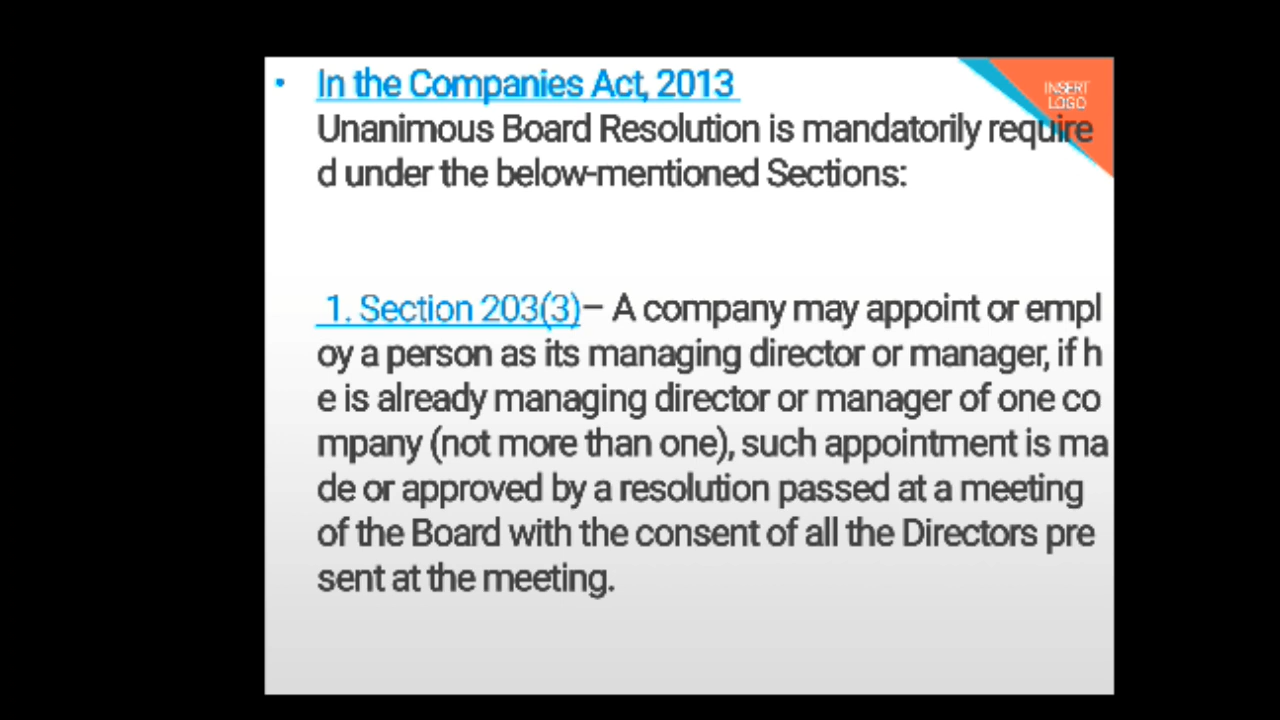 • In the Companies Act, 2013
INSERT
LOGO
Unanimous Board Resolution is mandatorily require
d under the below-mentioned Sections:
1. Section 203(3)– A company may appoint or empl
oy a person as its managing director or manager, if h
e is already managing director or manager of one co
mpany (not more than one), such appointment is ma
de or approved by a resolution passed at a meeting
of the Board with the consent of all the Directors pre
sent at the meeting.